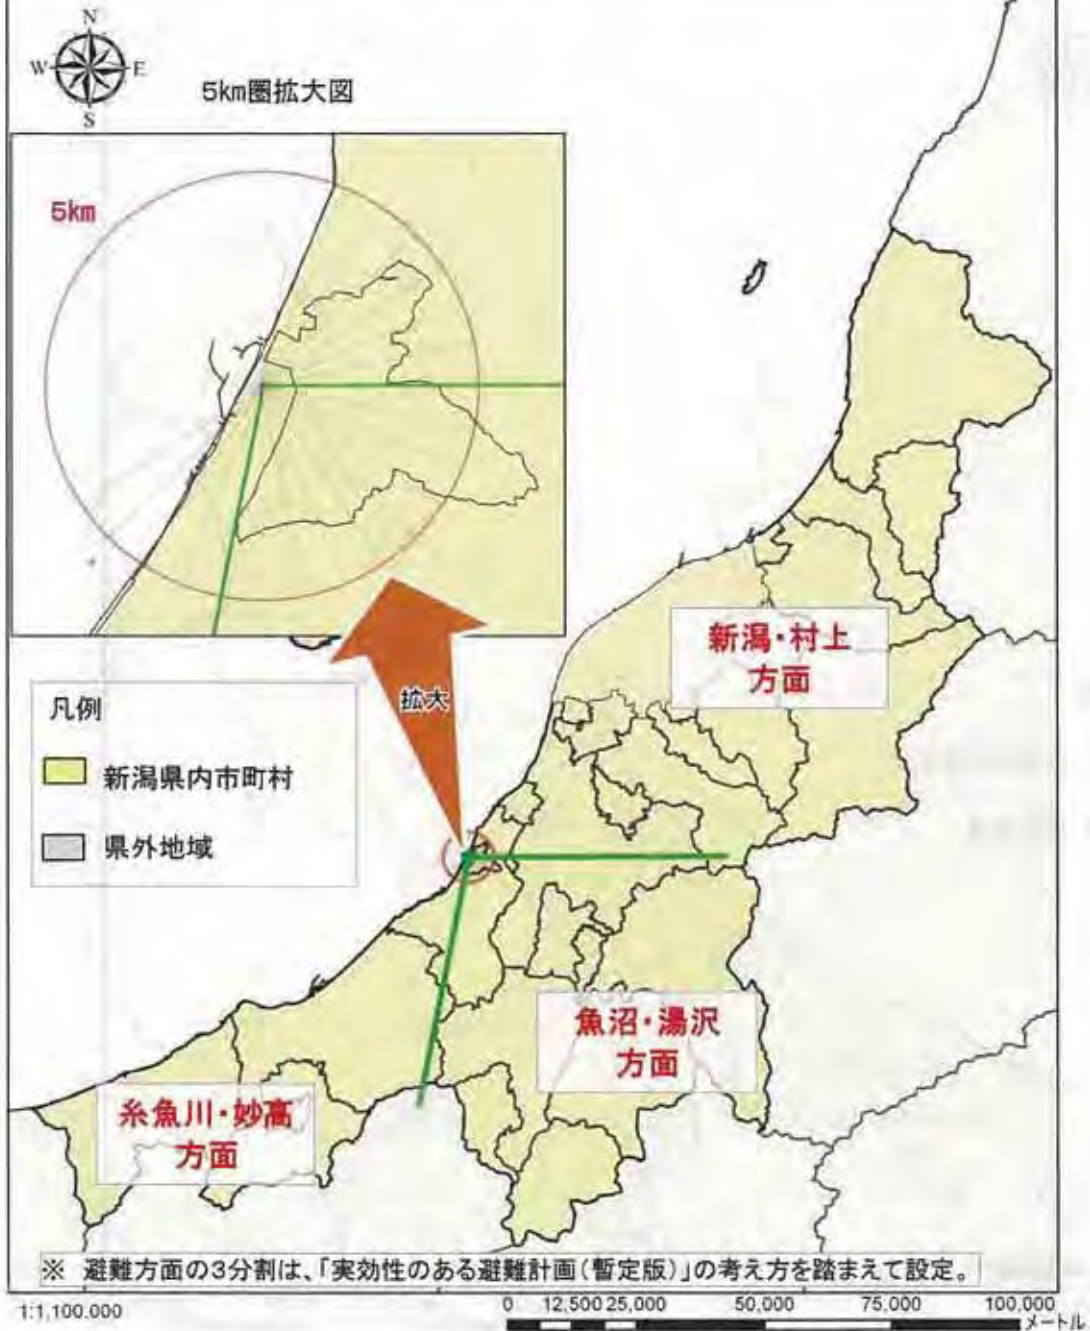 N
W E
S
5km圏拡大図
5km
新潟・村上
方面
拡大
凡例
新潟県内市町村
県外地域
魚沼・湯沢
方面
糸魚川・妙高
方面
※ 避難方面の3分割は、「実効性のある避難計画(暫定版)」の考え方を踏まえて設定。
1:1,100,000
0 12,500 25,000 50,000 75,000 100,000
メートル